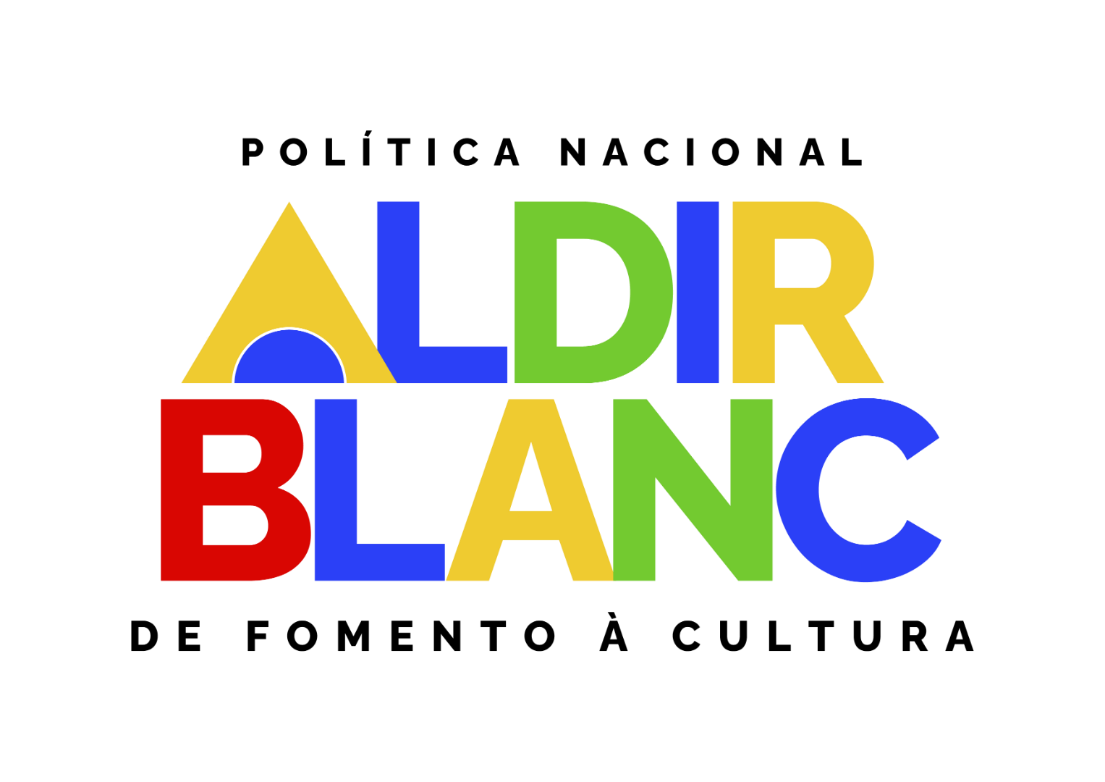 POLÍTICA NACIONAL
ALDIR
BLANC
DE FOMENTO À CULTURA